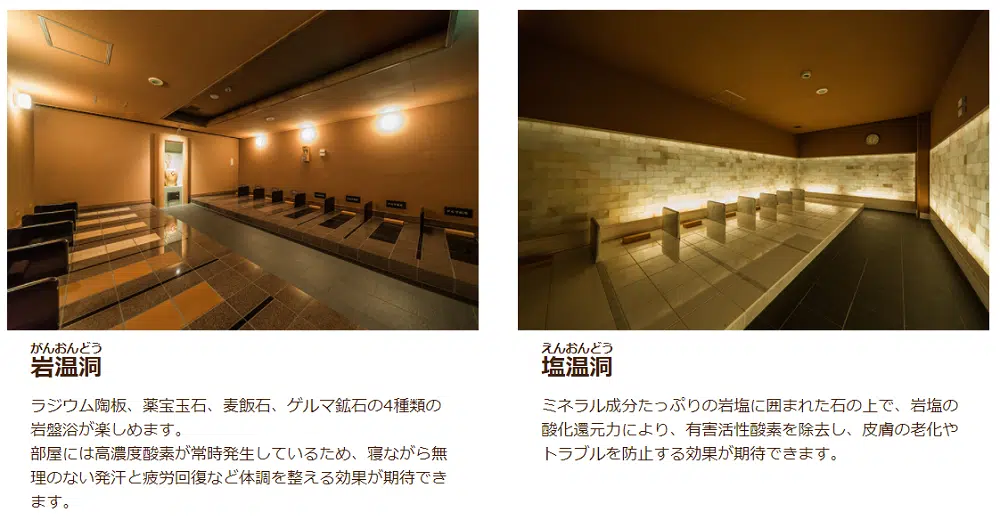 がんおんどう
岩温洞
ラジウム陶板、薬宝玉石、麦飯石、ゲルマ鉱石の4種類の
岩盤浴が楽しめます。
部屋には高濃度酸素が常時発生しているため、寝ながら無
理のない発汗と疲労回復など体調を整える効果が期待でき
ます。
えんおんどう
塩温洞
ミネラル成分たっぷりの岩塩に囲まれた石の上で、岩塩の
酸化還元力により、有害活性酸素を除去し、皮膚の老化や
トラブルを防止する効果が期待できます。